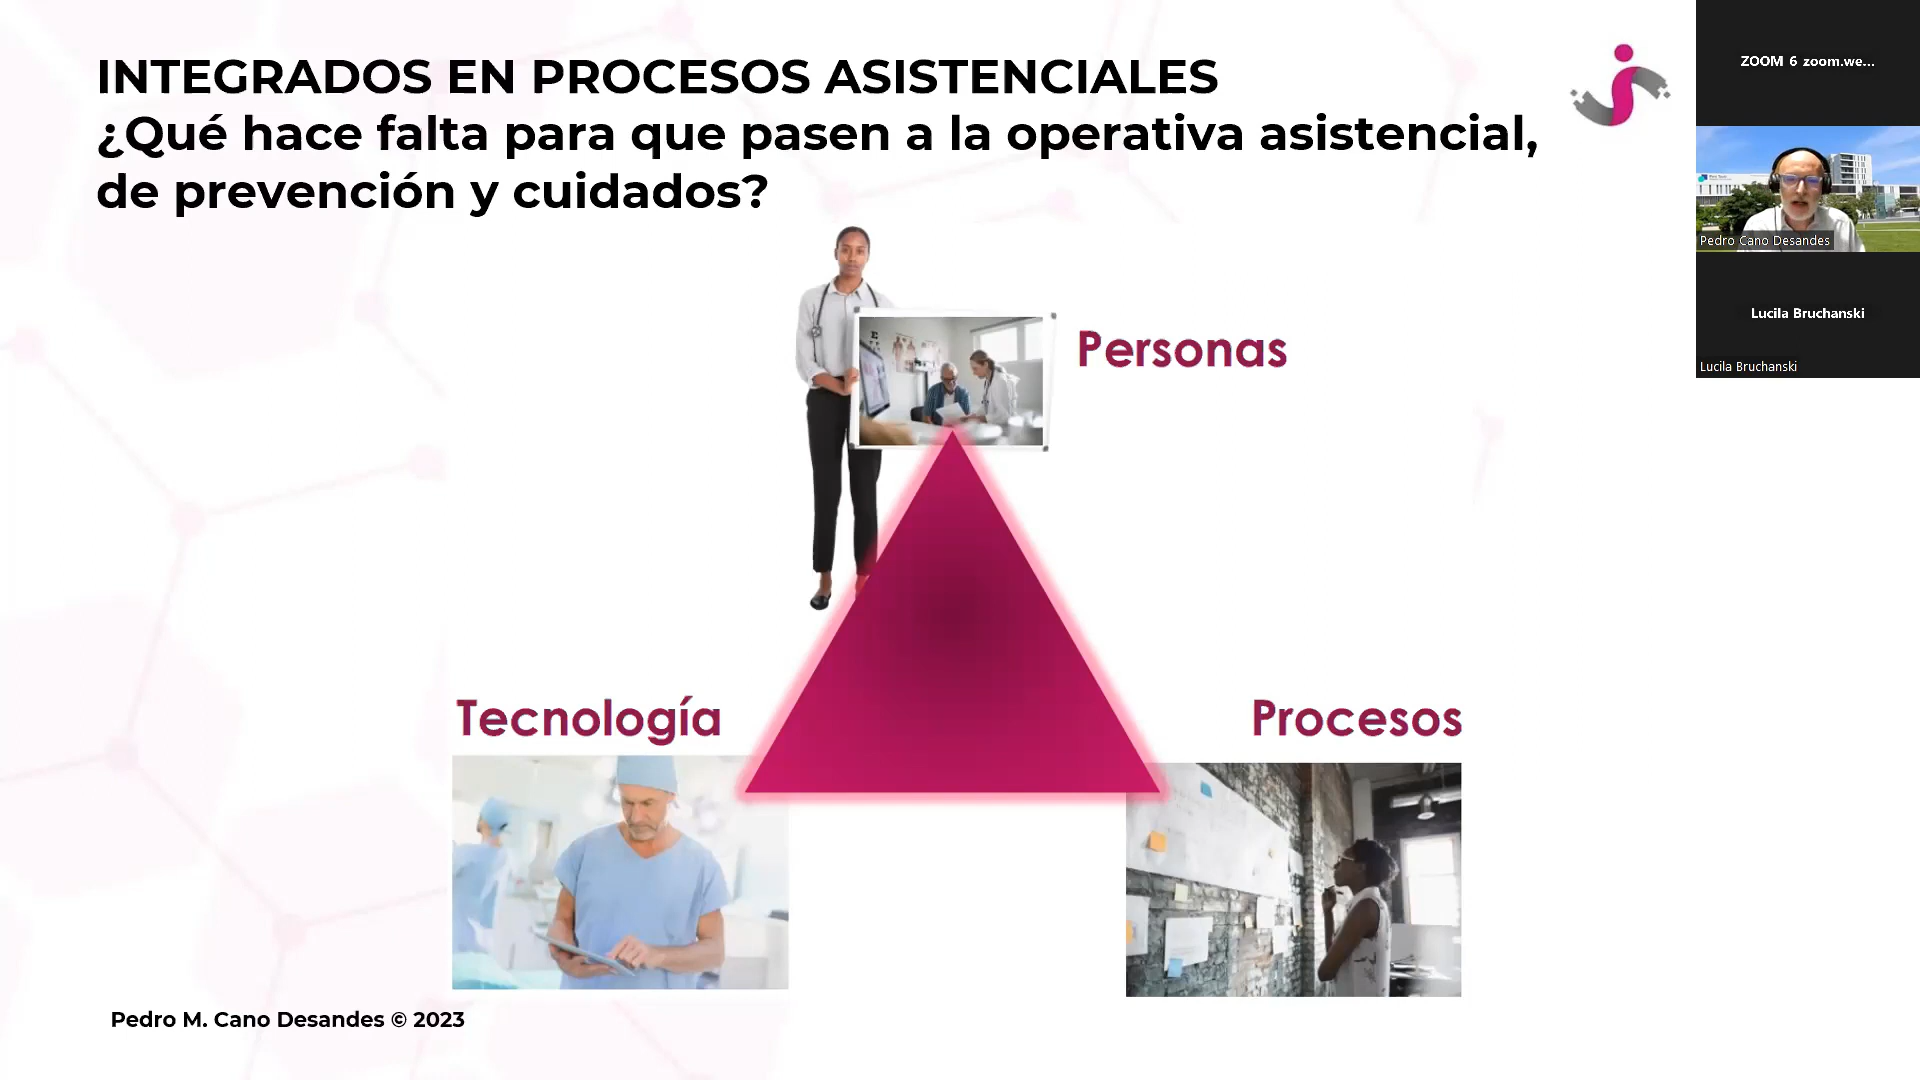 INTEGRADOS EN PROCESOS ASISTENCIALES
¿Qué hace falta para que pasen a la operativa asistencial,
de prevención y cuidados?
Personas
Tecnología
Procesos
Pedro M. Cano Desandes © 2023
ZOOM 6 zoom.we...
Pedro Cano Desandes
Lucila Bruchanski
Lucila Bruchanski